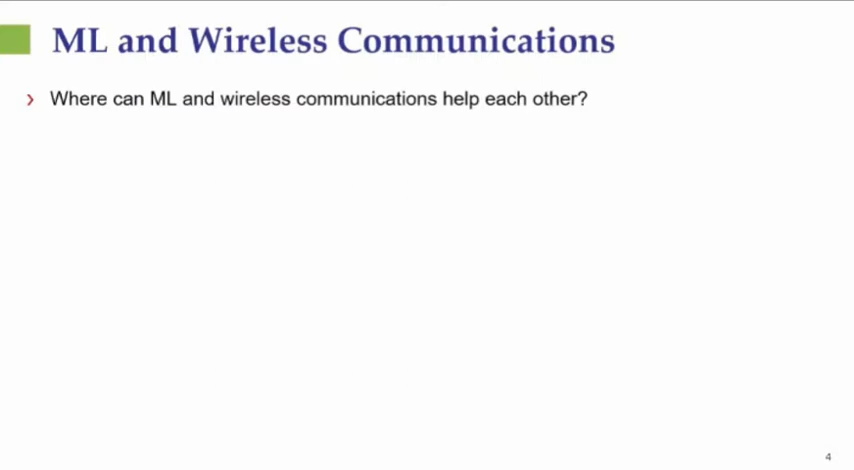 ML and Wireless Communications
› Where can ML and wireless communications help each other?
4